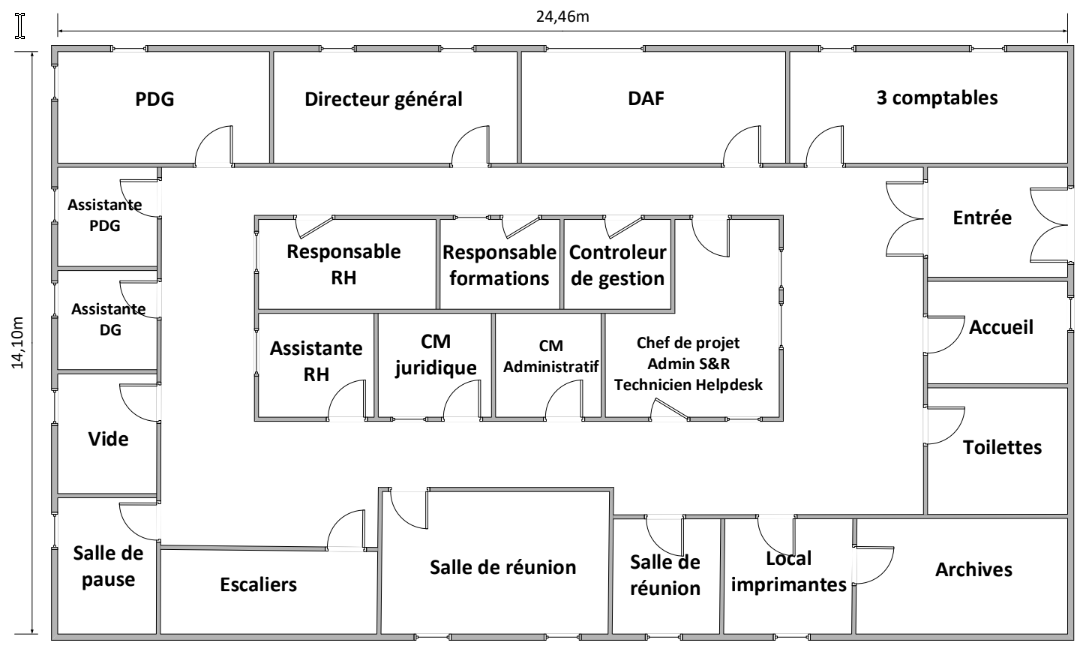 24,46m
PDG
Directeur général
DAF
3 comptables
Assistante
PDG
Entrée
Responsable
RH
Responsable
formations
Controleur
de gestion
Assistante
DG
14,10m
Accueil
Assistante
RH
CM
juridique
CM
Administratif
Chef de projet
Admin S&R
Technicien Helpdesk
Vide
Toilettes
Salle de
pause
Escaliers
Salle de réunion
Salle de
réunion
Local
imprimantes
Archives